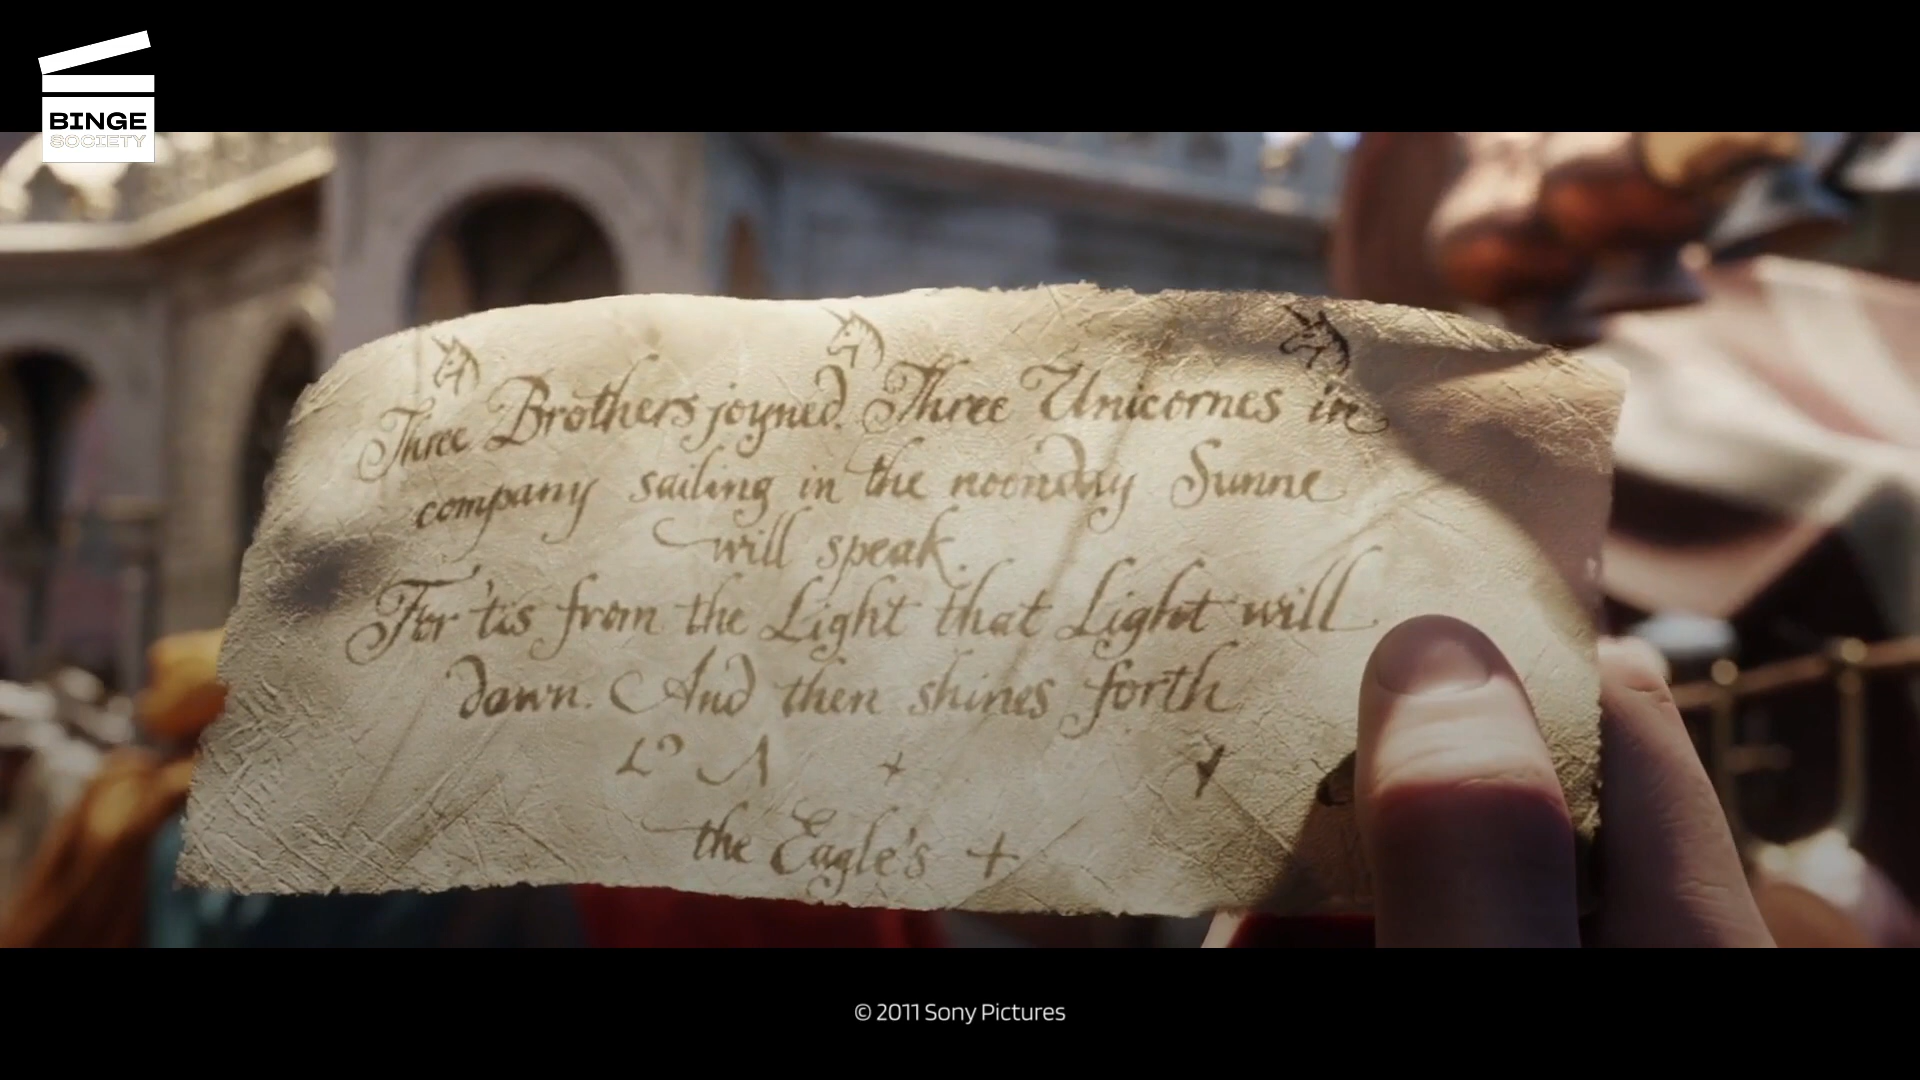 BINGE
SOCIETY
Three Brothers joyned. Three Unicornes in
company sailing in the noonday Sunne
will speak.
For 'tis from the Light that Light will
dawn. And then shines forth
the Eagle's +
© 2011 Sony Pictures